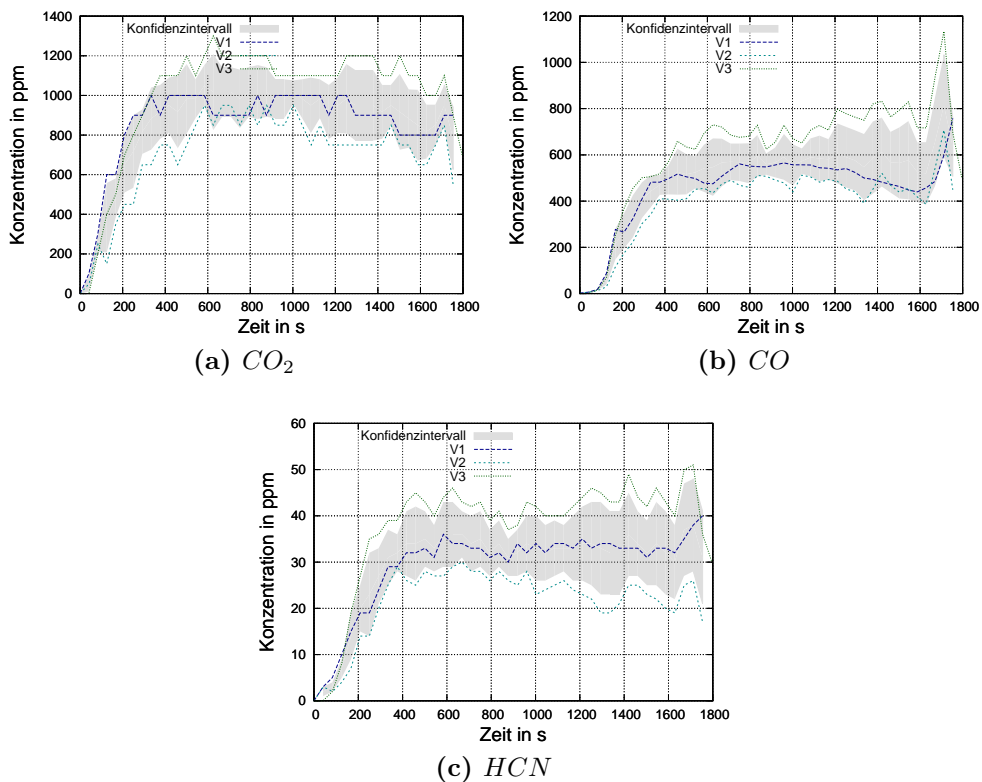 Konzentration in ppm
1400
1200
1000
800
600
400
200
0
Konfidenzintervall
V1
V2
V3
0 200 400 600 800 1000 1200 1400 1600 1800
Zeit in s
(a) CO2
Konzentration in ppm
1200
1000
800
600
400
200
0
Konfidenzintervall
V1
V2
V3
0 200 400 600 800 1000 1200 1400 1600 1800
Zeit in s
(b) CO
Konzentration in ppm
60
50
40
30
20
10
0
Konfidenzintervall
V1
V2
V3
0 200 400 600 800 1000 1200 1400 1600 1800
Zeit in s
(c) HCN